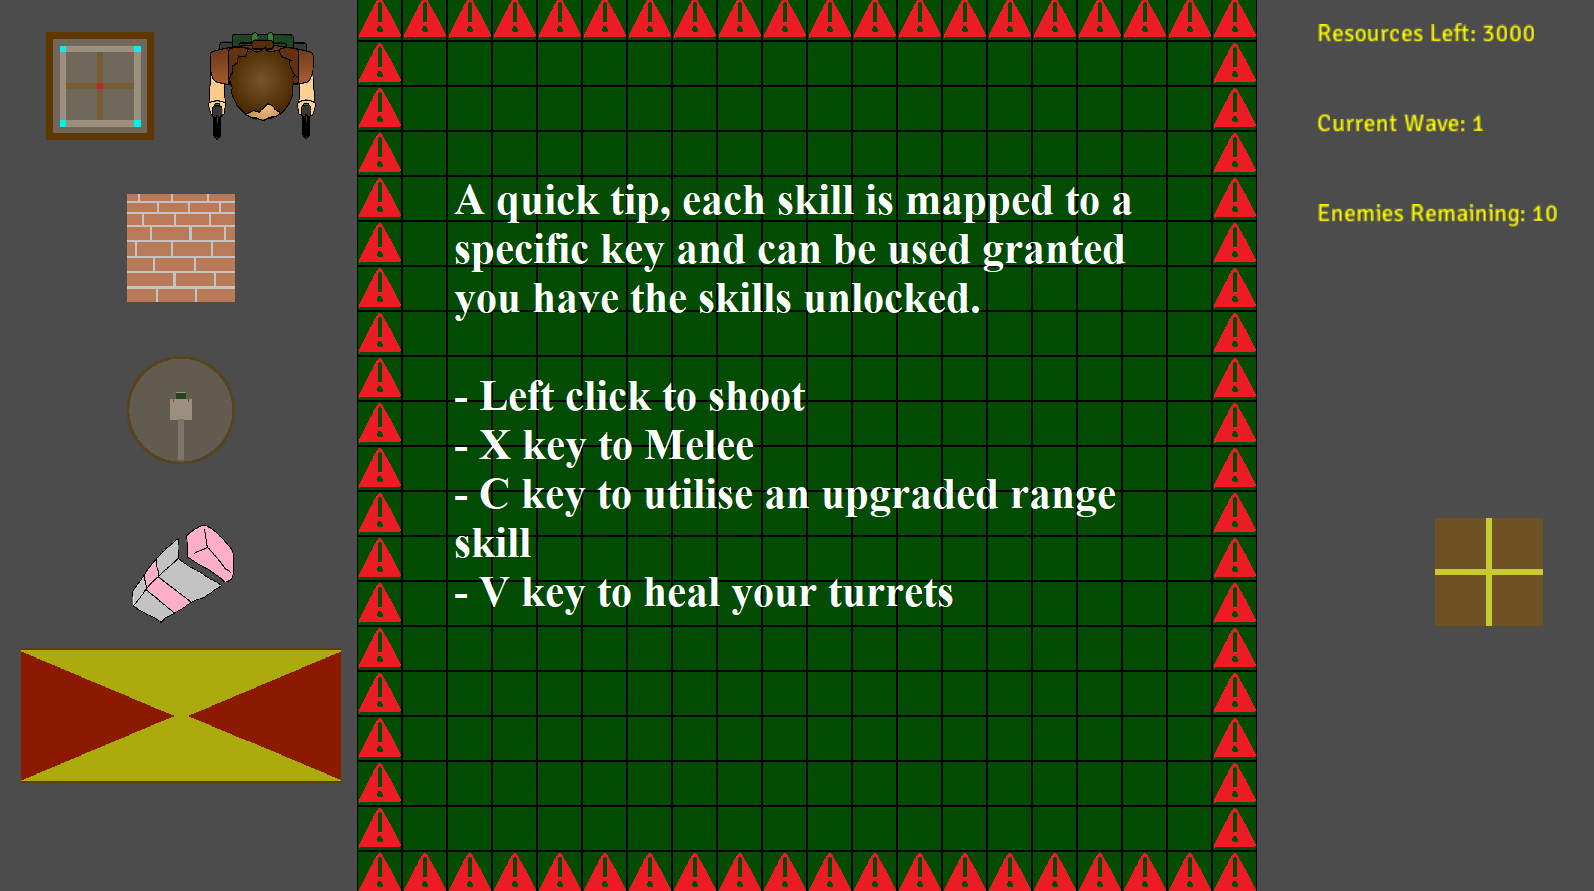 A quick tip, each skill is mapped to a
specific key and can be used granted
you have the skills unlocked.
- Left click to shoot
- X key to Melee
- C key to utilise an upgraded range
skill
- V key to heal your turrets
Resources Left: 3000
Current Wave: 1
Enemies Remaining: 10